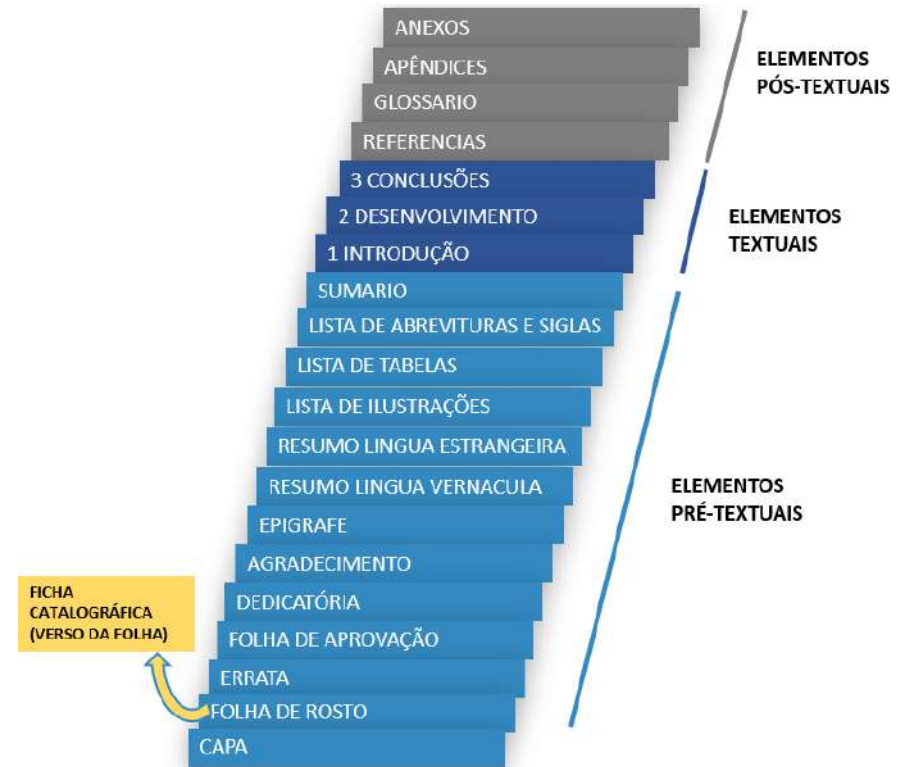 ANEXOS
APÊNDICES
GLOSSARIO
REFERENCIAS
ELEMENTOS
PÓS-TEXTUAIS
3 CONCLUSÕES
2 DESENVOLVIMENTO
1 INTRODUÇÃO
ELEMENTOS
TEXTUAIS
SUMARIO
LISTA DE ABREVITURAS E SIGLAS
LISTA DE TABELAS
LISTA DE ILUSTRAÇÕES
RESUMO LINGUA ESTRANGEIRA
RESUMO LINGUA VERNACULA
EPIGRAFE
AGRADECIMENTO
DEDICATÓRIA
FOLHA DE APROVAÇÃO
ERRATA
FOLHA DE ROSTO
CAPA
ELEMENTOS
PRÉ-TEXTUAIS
FICHA
CATALOGRÁFICA
(VERSO DA FOLHA)